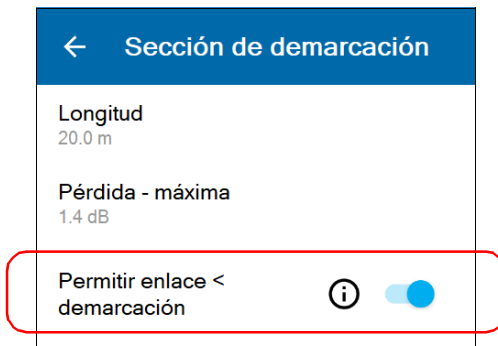 Sección de demarcación
Longitud
20.0 m
Pérdida - máxima
1.4 dB
Permitir enlace <
demarcación